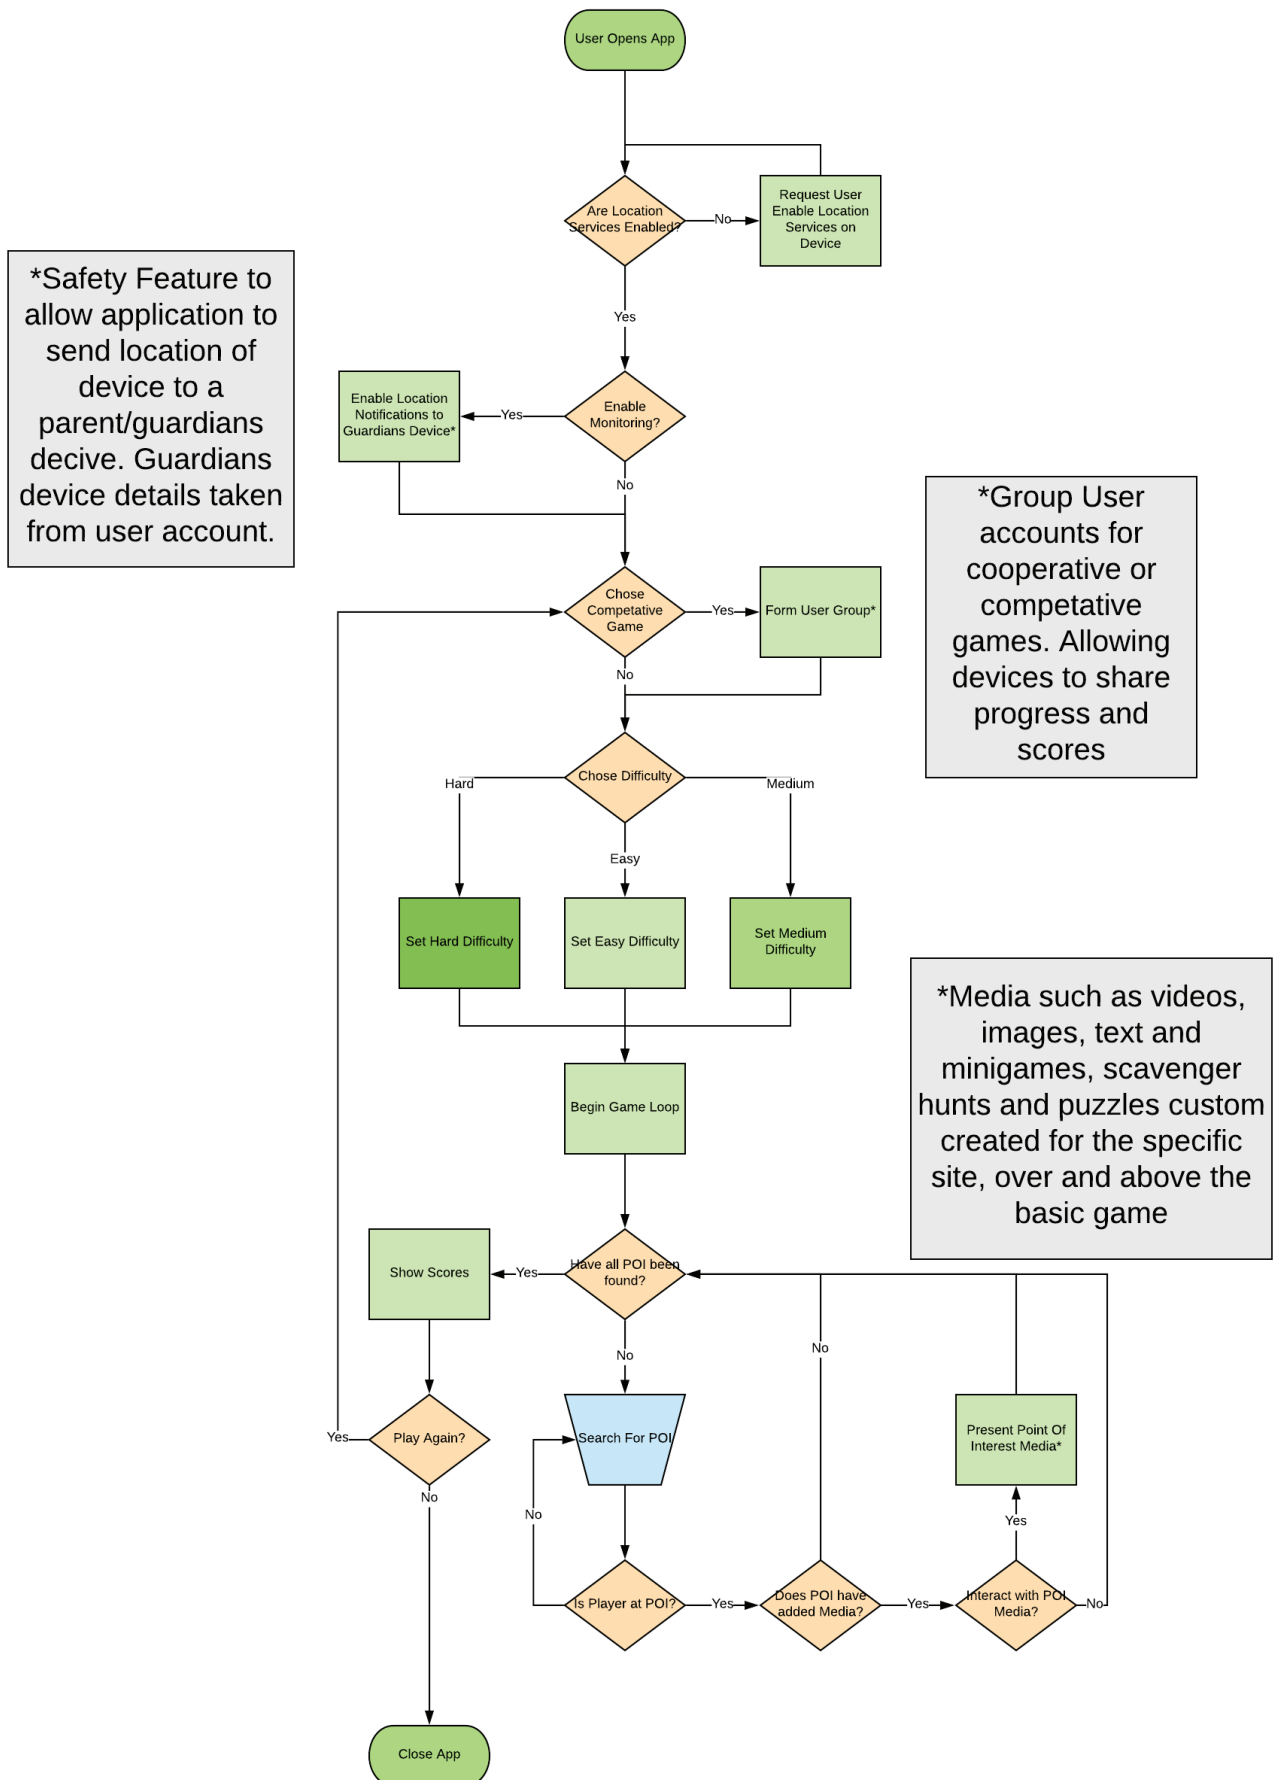 User Opens App
Are Location
Services Enabled?
No
Request User
Enable Location
Services on
Device
*Safety Feature to
allow application to
send location of
device to a
parent/guardians
decive. Guardians
device details taken
from user account.
Yes
Enable Location
Notifications to
Guardians Device*
Yes
Enable
Monitoring?
No
*Group User
accounts for
cooperative or
competative
games. Allowing
devices to share
progress and
scores
Chose
Competative
Game
Yes
Form User Group*
No
Chose Difficulty
Hard
Medium
Easy
Set Hard Difficulty
Set Easy Difficulty
Set Medium
Difficulty
*Media such as videos,
images, text and
minigames, scavenger
hunts and puzzles custom
created for the specific
site, over and above the
basic game
Begin Game Loop
Show Scores
Yes
Have all POI been
found?
No
No
Yes
Play Again?
Search For POI
Present Point Of
Interest Media*
No
No
Yes
Is Player at POI?
Yes
Does POI have
added Media?
Yes
Interact with POI
Media?
No
Close App